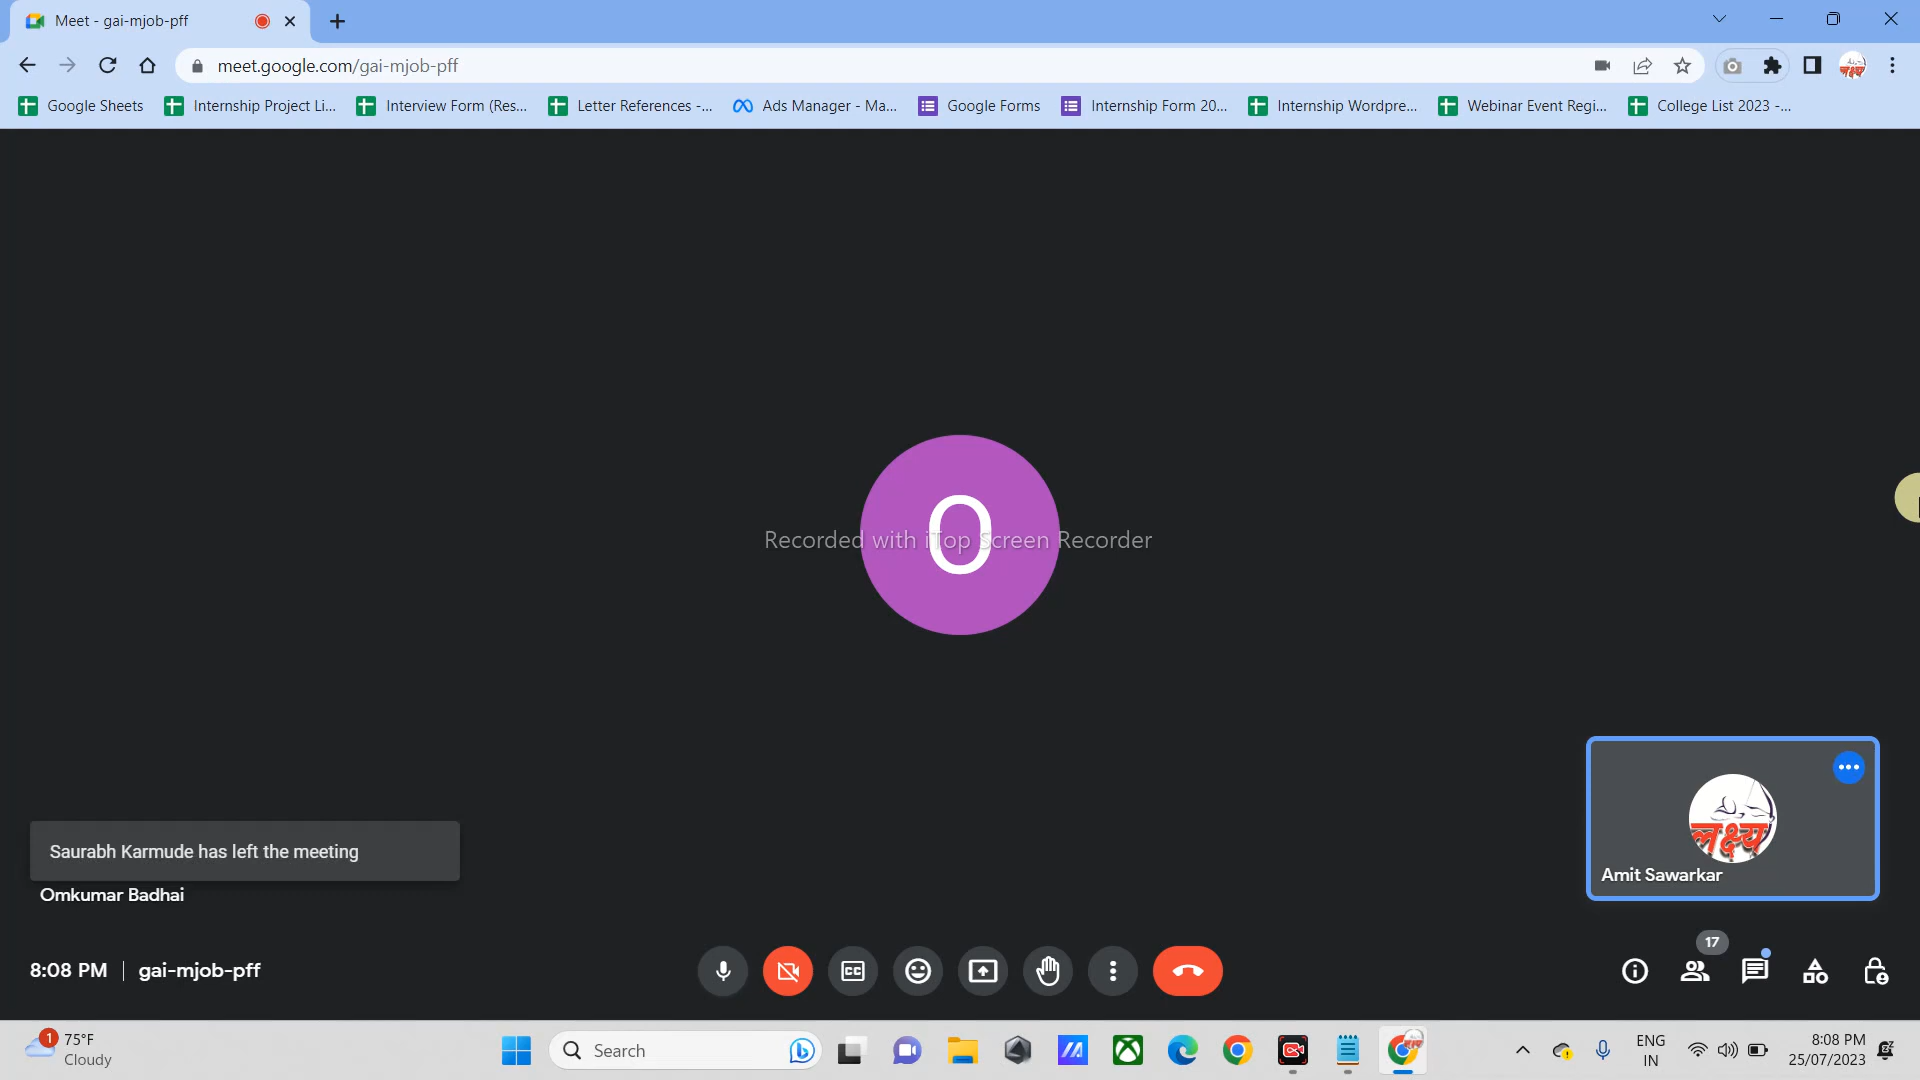 Meet - gai-mjob-pff
meet.google.com/gai-mjob-pff
Google Sheets
Internship Project Li...
Interview Form (Res...
Letter References -...
Ads Manager - Ma...
Google Forms
Internship Form 20...
Internship Wordpre...
Webinar Event Regi...
College List 2023 -...
O
Recorded with iTop Screen Recorder
लक्ष्य
Amit Sawarkar
Saurabh Karmude has left the meeting
Omkumar Badhai
8:08 PM | gai-mjob-pff
CC
17
1
75°F
Cloudy
Search
ENG
IN
8:08 PM
25/07/2023